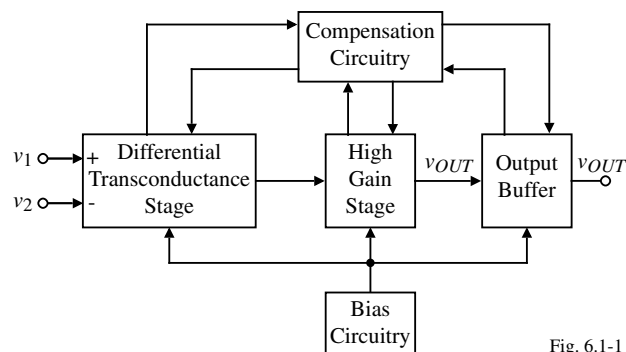 Compensation
Circuitry
v1
+
Differential
Transconductance
Stage
v2
-
High
Gain
Stage
vOUT
Output
Buffer
vOUT
Bias
Circuitry
Fig. 6.1-1